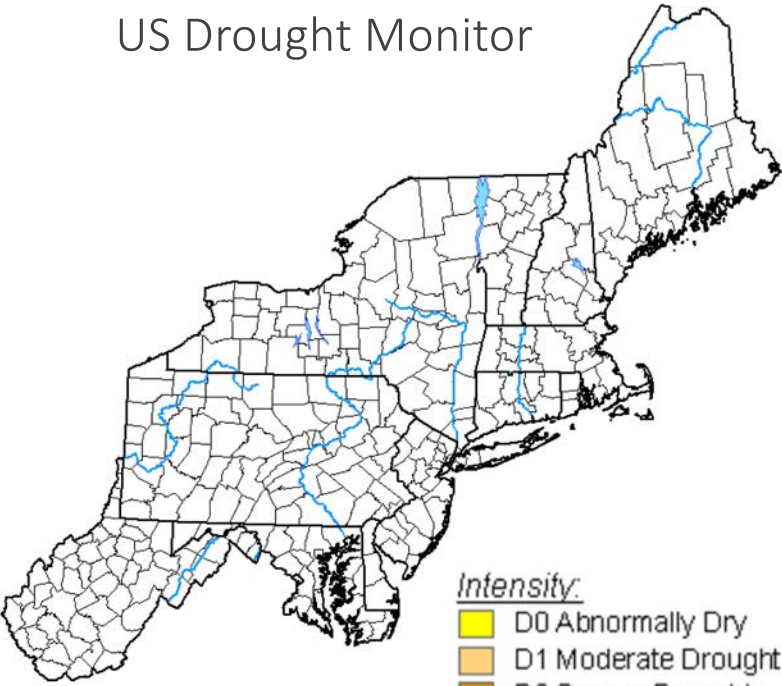 US Drought Monitor
Intensity:
D0 Abnormally Dry
D1 Moderate Drought